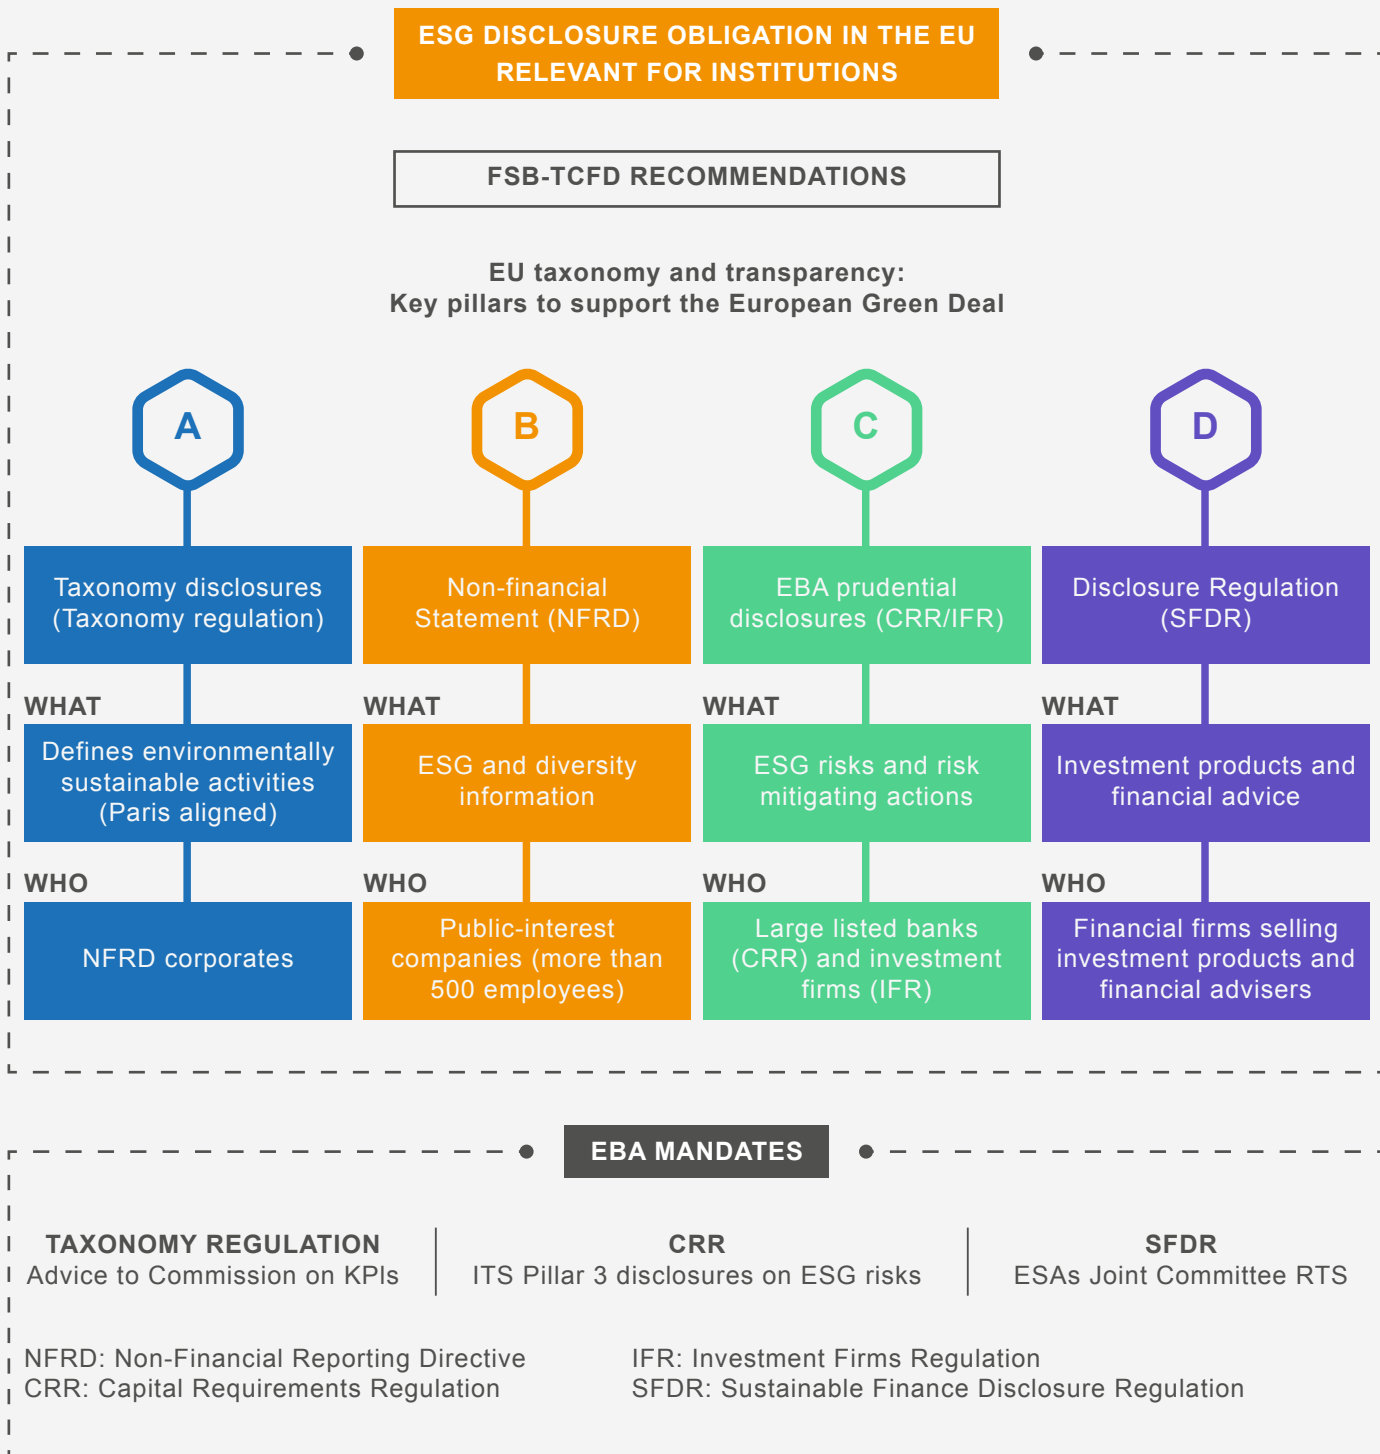 ESG DISCLOSURE OBLIGATION IN THE EU
RELEVANT FOR INSTITUTIONS
FSB-TCFD RECOMMENDATIONS
EU taxonomy and transparency:
Key pillars to support the European Green Deal
A
B
C
D
Taxonomy disclosures
(Taxonomy regulation)
Non-financial
Statement (NFRD)
EBA prudential
disclosures (CRR/IFR)
Disclosure Regulation
(SFDR)
WHAT
WHAT
WHAT
WHAT
Defines environmentally
sustainable activities
(Paris aligned)
ESG and diversity
information
ESG risks and risk
mitigating actions
Investment products and
financial advice
WHO
WHO
WHO
WHO
NFRD corporates
Public-interest
companies (more than
500 employees)
Large listed banks
(CRR) and investment
firms (IFR)
Financial firms selling
investment products and
financial advisers
EBA MANDATES
TAXONOMY REGULATION
Advice to Commission on KPIs
CRR
ITS Pillar 3 disclosures on ESG risks
SFDR
ESAs Joint Committee RTS
NFRD: Non-Financial Reporting Directive
CRR: Capital Requirements Regulation
IFR: Investment Firms Regulation
SFDR: Sustainable Finance Disclosure Regulation